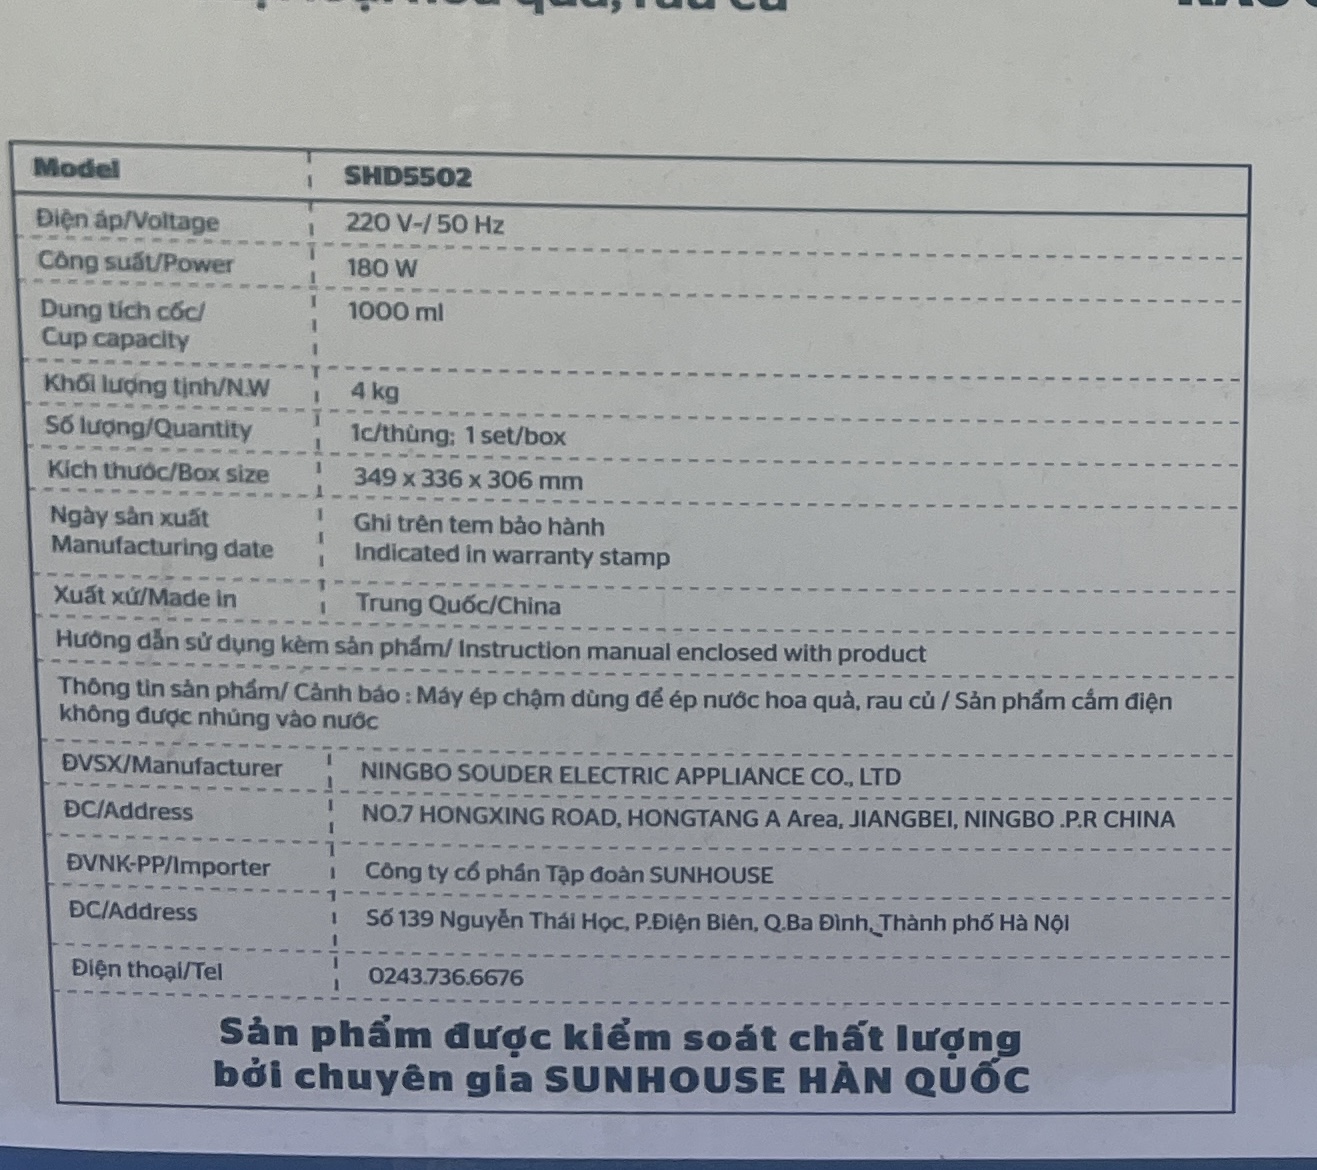 quả, rau củ
Model SHD5502
Điện áp/Voltage 220 V~/ 50 Hz
Công suất/Power 180 W
Dung tích cốc/ 1000 ml
Cup capacity
Khối lượng tịnh/N.W 4 kg
Số lượng/Quantity 1c/thùng; 1 set/box
Kích thước/Box size 349 x 336 x 306 mm
Ngày sản xuất Ghi trên tem bảo hành
Manufacturing date Indicated in warranty stamp
Xuất xứ/Made in Trung Quốc/China
Hướng dẫn sử dụng kèm sản phẩm/ Instruction manual enclosed with product
Thông tin sản phẩm/ Cảnh báo : Máy ép chậm dùng để ép nước hoa quả, rau củ / Sản phẩm cắm điện
không được nhúng vào nước
ĐVSX/Manufacturer NINGBO SOUDER ELECTRIC APPLIANCE CO., LTD
ĐC/Address NO.7 HONGXING ROAD, HONGTANG A Area, JIANGBEI, NINGBO .P.R CHINA
ĐVNK-PP/Importer Công ty cổ phần Tập đoàn SUNHOUSE
ĐC/Address Số 139 Nguyễn Thái Học, P.Điện Biên, Q.Ba Đình, Thành phố Hà Nội
Điện thoại/Tel 0243.736.6676
Sản phẩm được kiểm soát chất lượng
bởi chuyên gia SUNHOUSE HÀN QUỐC